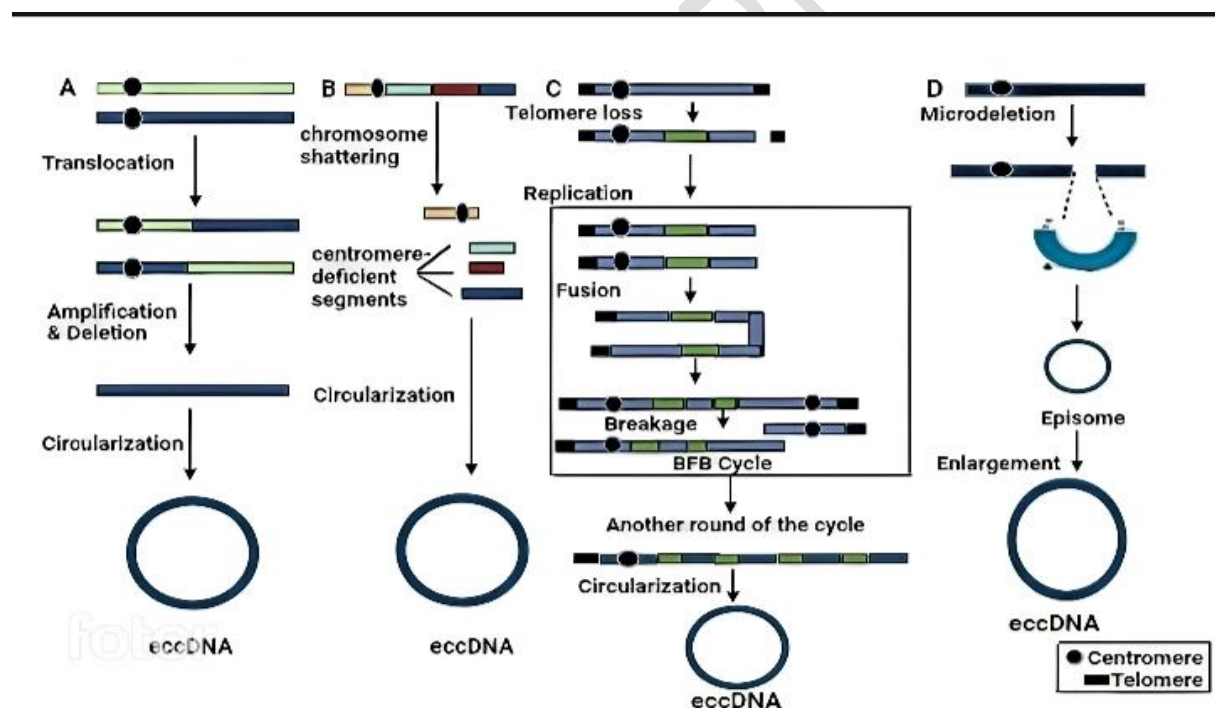 A
Translocation
Amplification
& Deletion
Circularization
eccDNA
B
chromosome
shattering
centromere-
deficient
segments
Circularization
eccDNA
C
Telomere loss
Replication
Fusion
Breakage
BFB Cycle
Another round of the cycle
Circularization
eccDNA
D
Microdeletion
Episome
Enlargement
eccDNA
Centromere
Telomere
fotor